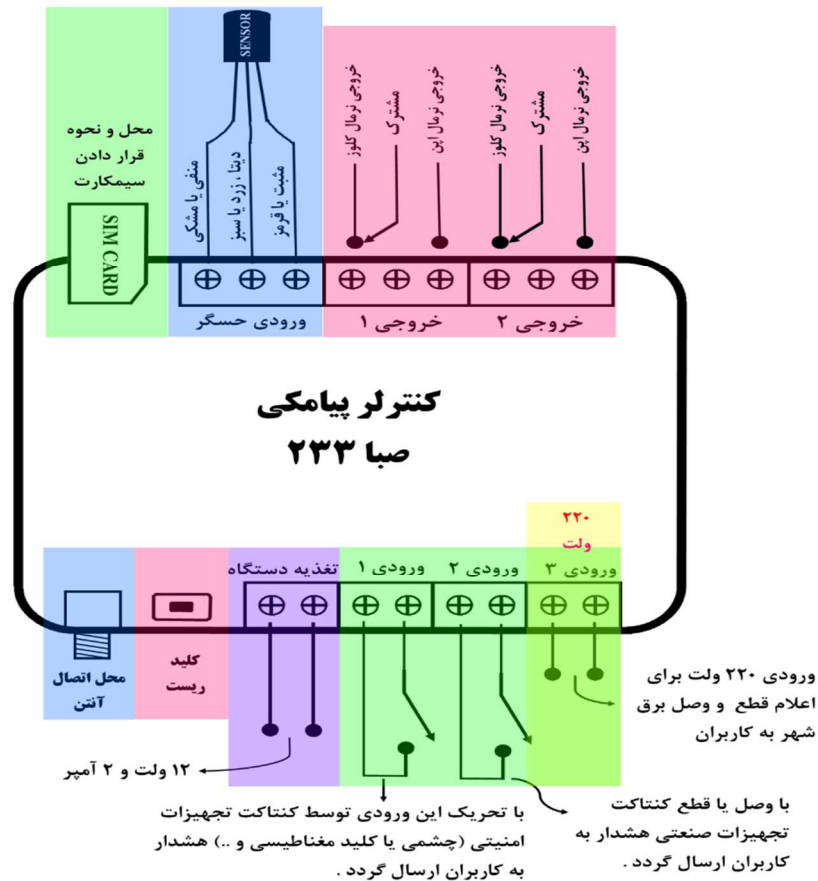 SENSOR
محل و نحوه
قرار دادن
سیمکارت
SIM CARD
منفی یا مشکی
دیتا ، زرد یا سبز
مثبت یا قرمز
خروجی نرمال کلوز
مشترک
خروجی نرمال اپن
خروجی نرمال کلوز
مشترک
خروجی نرمال اپن
ورودی حسگر
خروجی ۱
خروجی ۲
کنترلر پیامکی
صبا ۲۳۳
۲۲۰
ولت
تغذیه دستگاه
ورودی ۱
ورودی ۲
ورودی ۳
محل اتصال
آنتن
کلید
ریست
۱۲ ولت و ۲ آمپر
ورودی ۲۲۰ ولت برای
اعلام قطع و وصل برق
شهر به کاربران
با تحریک این ورودی توسط کنتاکت تجهیزات
امنیتی (چشمی یا کلید مغناطیسی و ..) هشدار
به کاربران ارسال گردد .
با وصل یا قطع کنتاکت
تجهیزات صنعتی هشدار به
کاربران ارسال گردد .